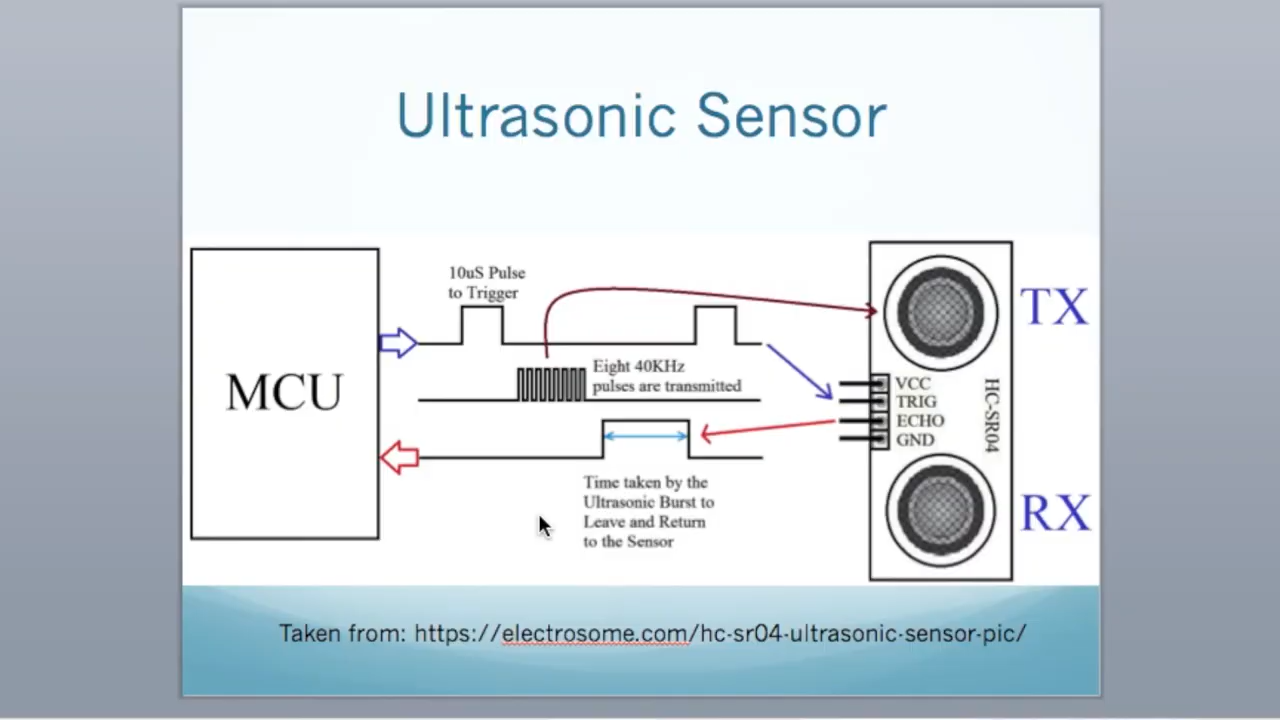 Ultrasonic Sensor
10uS Pulse
to Trigger
MCU
Eight 40KHz
pulses are transmitted
Time taken by the
Ultrasonic Burst to
Leave and Return
to the Sensor
TX
VCC
TRIG
ECHO
GND
HC-SR04
RX
Taken from: https://electrosome.com/hc-sr04-ultrasonic-sensor-pic/